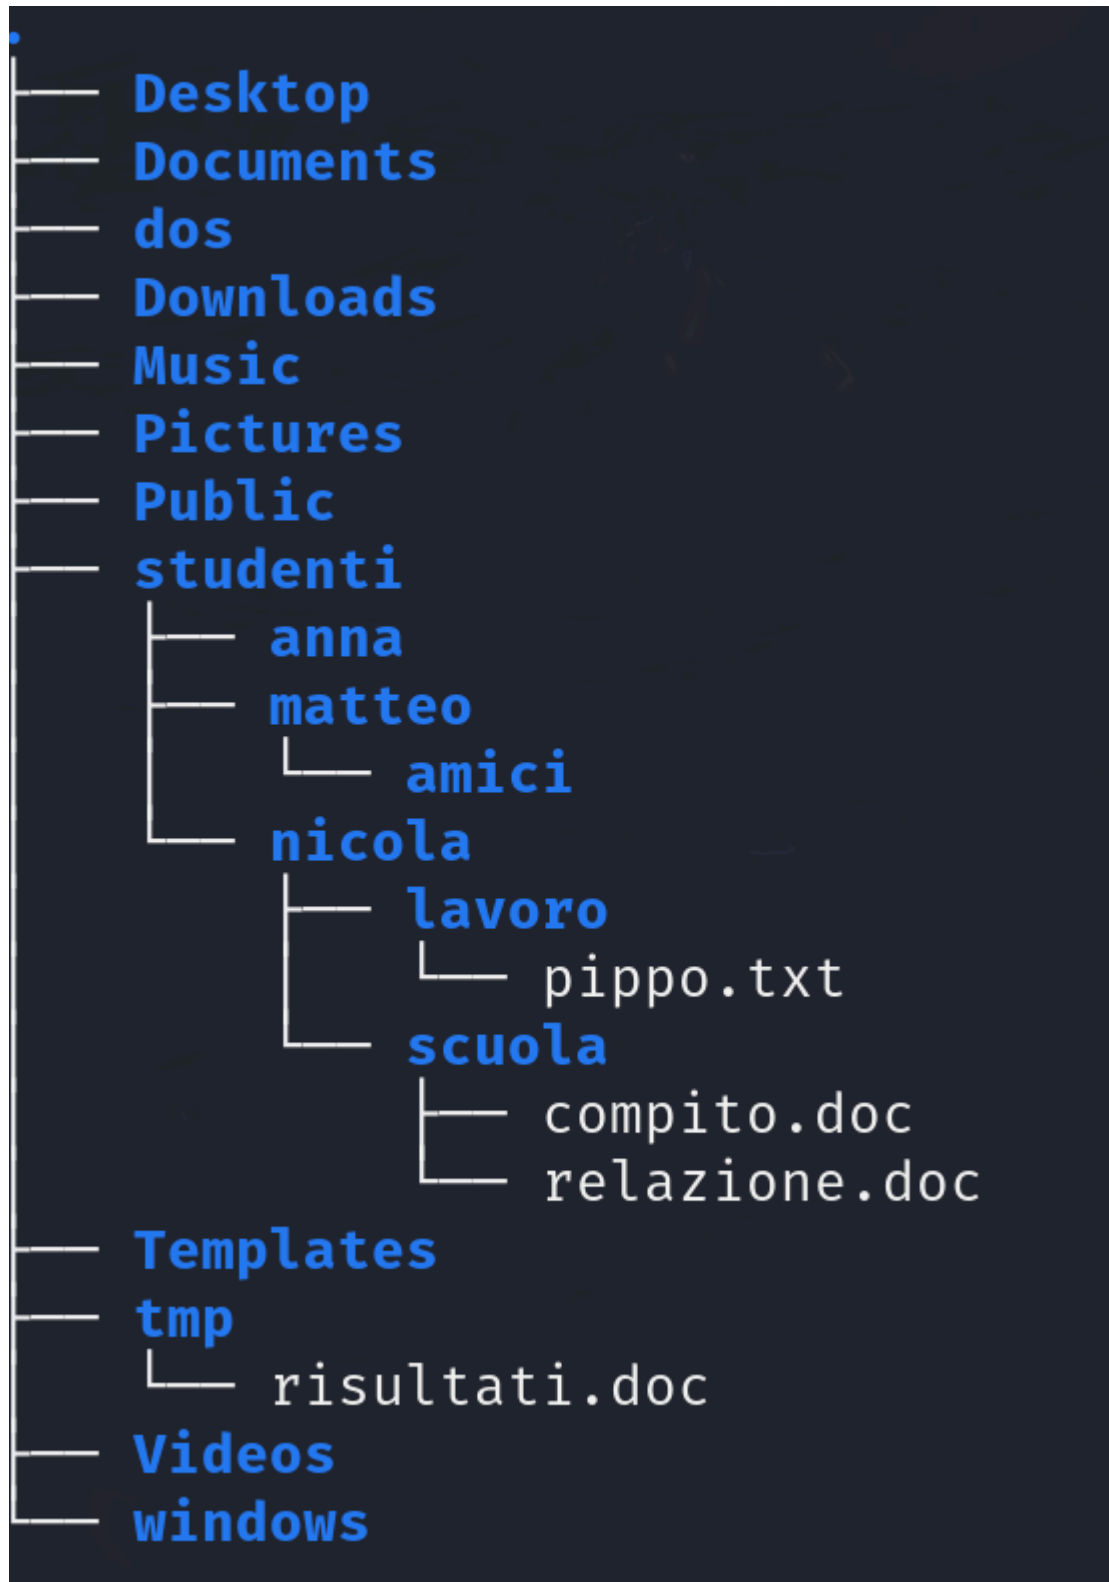 .
├── Desktop
├── Documents
├── dos
├── Downloads
├── Music
├── Pictures
├── Public
├── studenti
│   ├── anna
│   ├── matteo
│   │   └── amici
│   └── nicola
│       ├── lavoro
│       │   └── pippo.txt
│       └── scuola
│           ├── compito.doc
│           └── relazione.doc
├── Templates
├── tmp
│   └── risultati.doc
├── Videos
└── windows